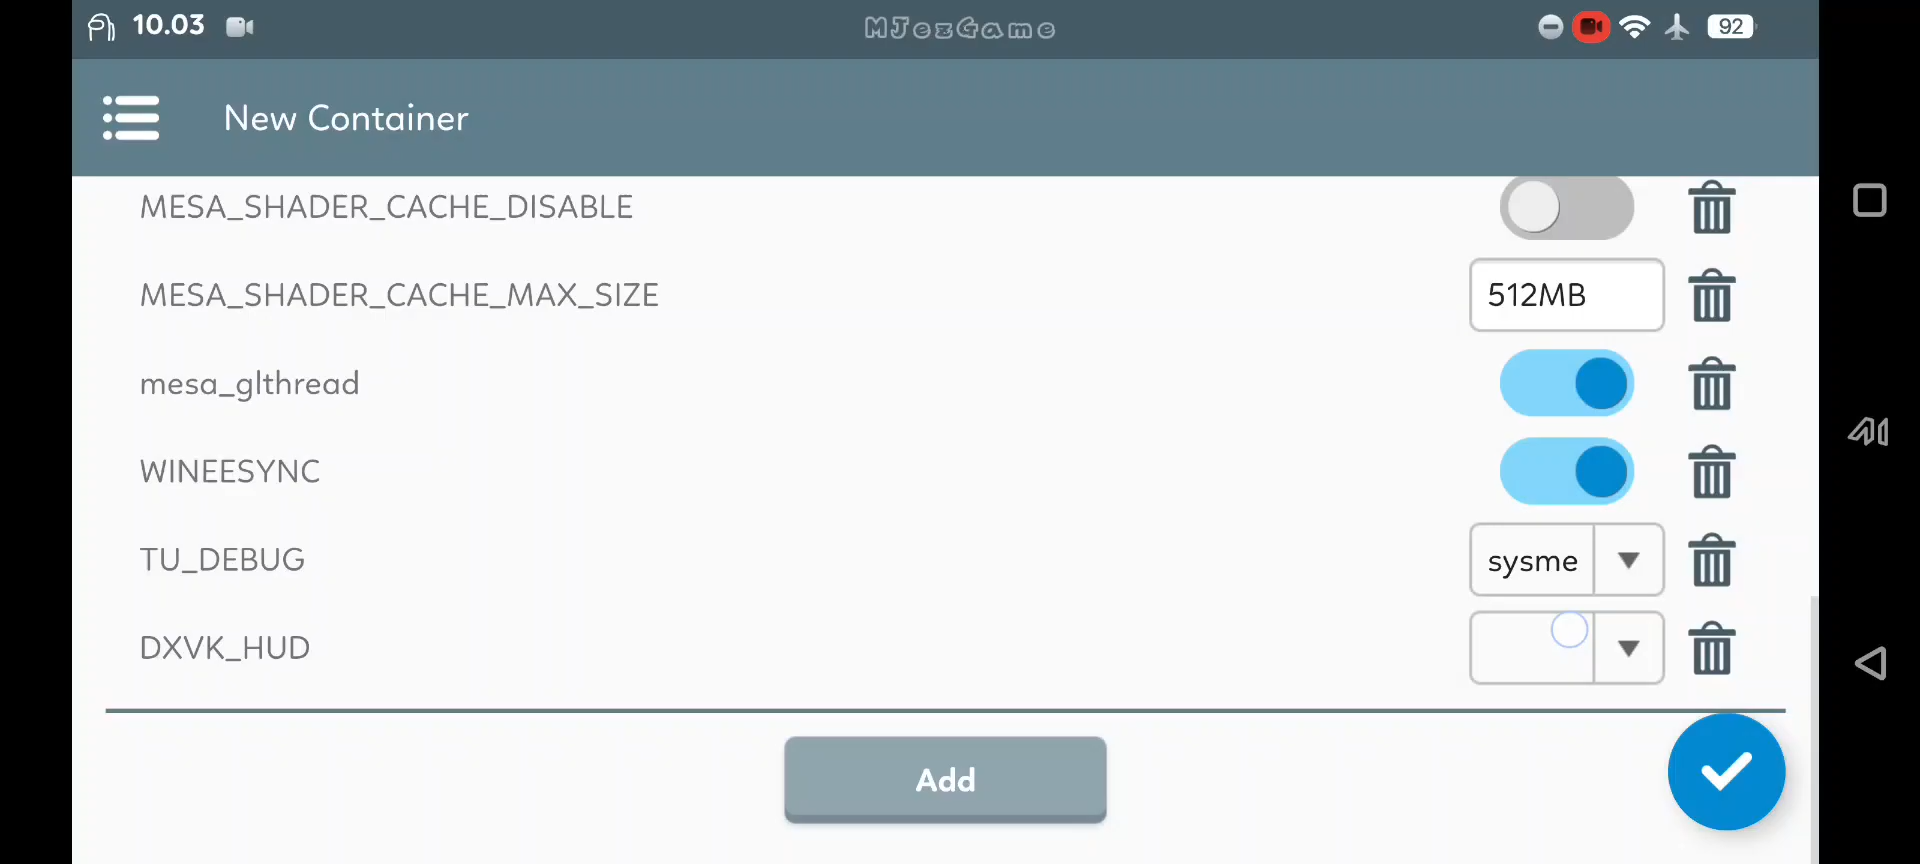 10.03 MJezGame 92
New Container
MESA_SHADER_CACHE_DISABLE
MESA_SHADER_CACHE_MAX_SIZE 512MB
mesa_glthread
WINEESYNC
TU_DEBUG sysme
DXVK_HUD
Add